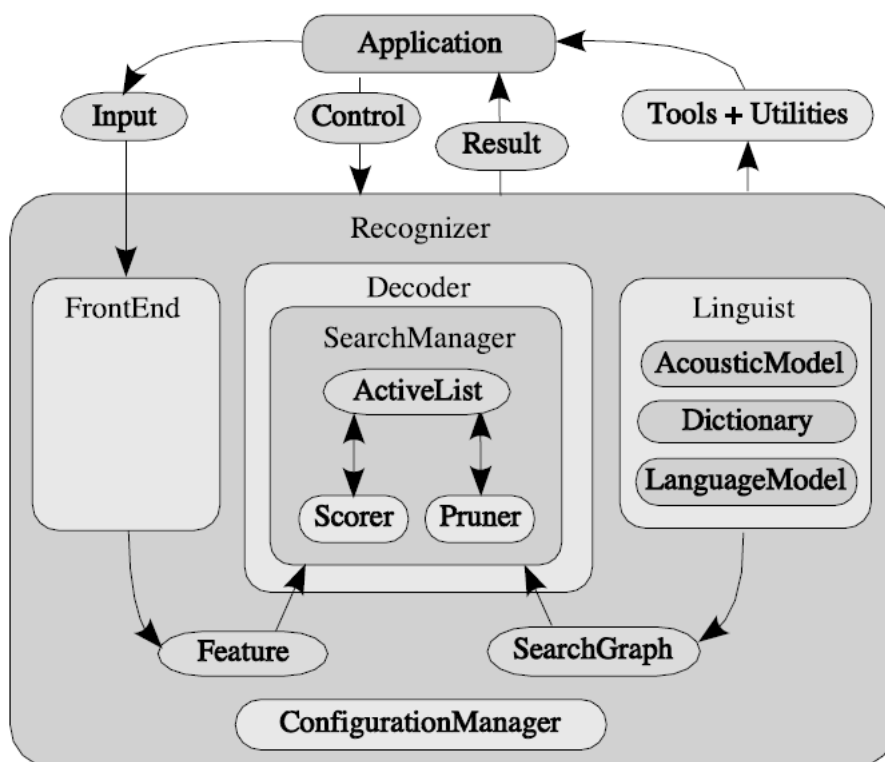 Application
Input
Control
Result
Tools + Utilities
Recognizer
FrontEnd
Decoder
SearchManager
ActiveList
Scorer
Pruner
Linguist
AcousticModel
Dictionary
LanguageModel
Feature
SearchGraph
ConfigurationManager